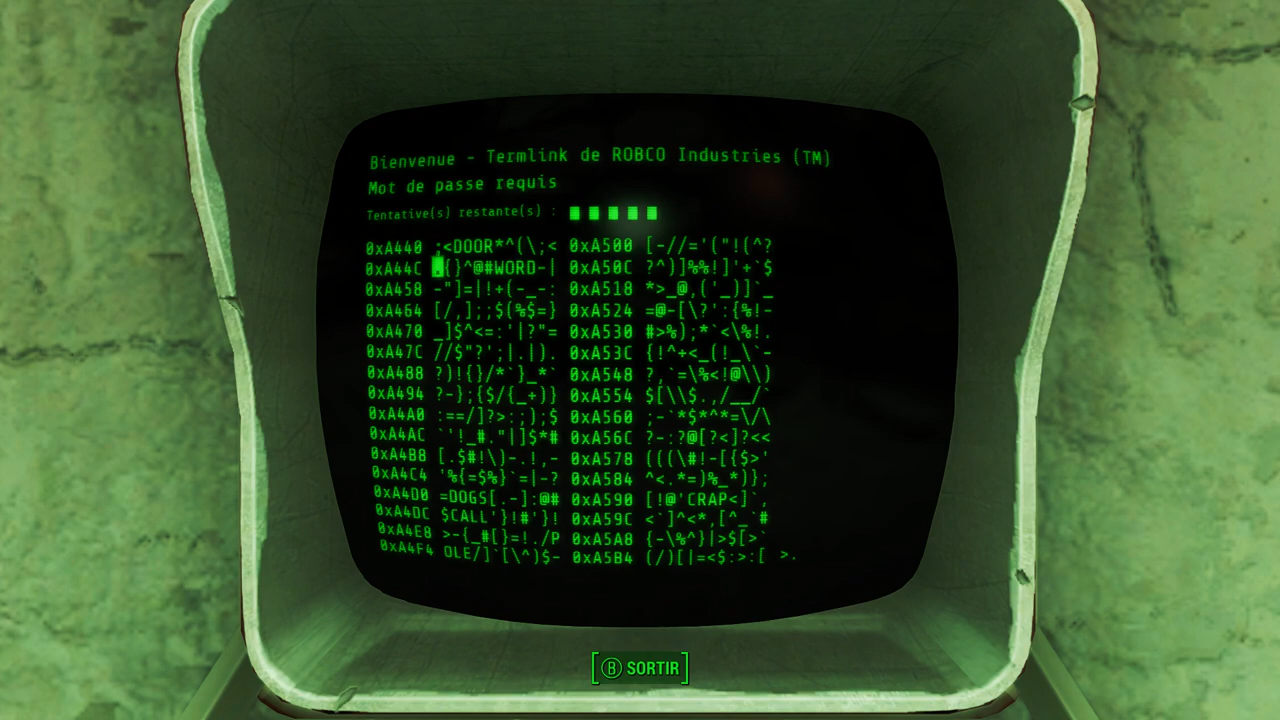 Bienvenue - Termlink de ROBCO Industries (TM)
Mot de passe requis
Tentative(s) restante(s) : ■ ■ ■ ■ ■
0xA440 ;<DOOR*^(\;< 0xA500 [-//='("!(^?
0xA44C .{}^@#WORD-| 0xA50C ?^)]%%!]'+`$
0xA458 -"]=|!+(-_-: 0xA518 *>_@,('_)]`_
0xA464 [/,];;$(%$=} 0xA524 =@-[\?':{%!-
0xA470 _]$^<=:'|?"= 0xA530 #>%);*`<\%!.
0xA47C //$"?';|.|). 0xA53C {!^+<_(!_\`-
0xA488 ?)!{}/*`}_*` 0xA548 ?,`=\%<!@\\)
0xA494 ?-};{$/{_+)} 0xA554 $[\\$.,/__/`
0xA4A0 :==/]?>:;);$ 0xA560 ;-`*$*^*=\/\
0xA4AC `'!_#."|]$*# 0xA56C ?-:?@[?<]?<<
0xA4B8 [.$#!\)-.!,- 0xA578 (((\#!-[{$>'
0xA4C4 '%{=$%}`=|-? 0xA584 ^<.*=)%_*)};
0xA4D0 =DOGS[.-]:@# 0xA590 [!@'CRAP<]`,
0xA4DC $CALL'}!#'}! 0xA59C <`]^<*,[^_`#
0xA4E8 >-{_#[}=!./P 0xA5A8 {-\%^}|>$[>`
0xA4F4 OLE/]`[\^)$- 0xA5B4 (/)[|=<$:>:[ >.
Ⓑ SORTIR